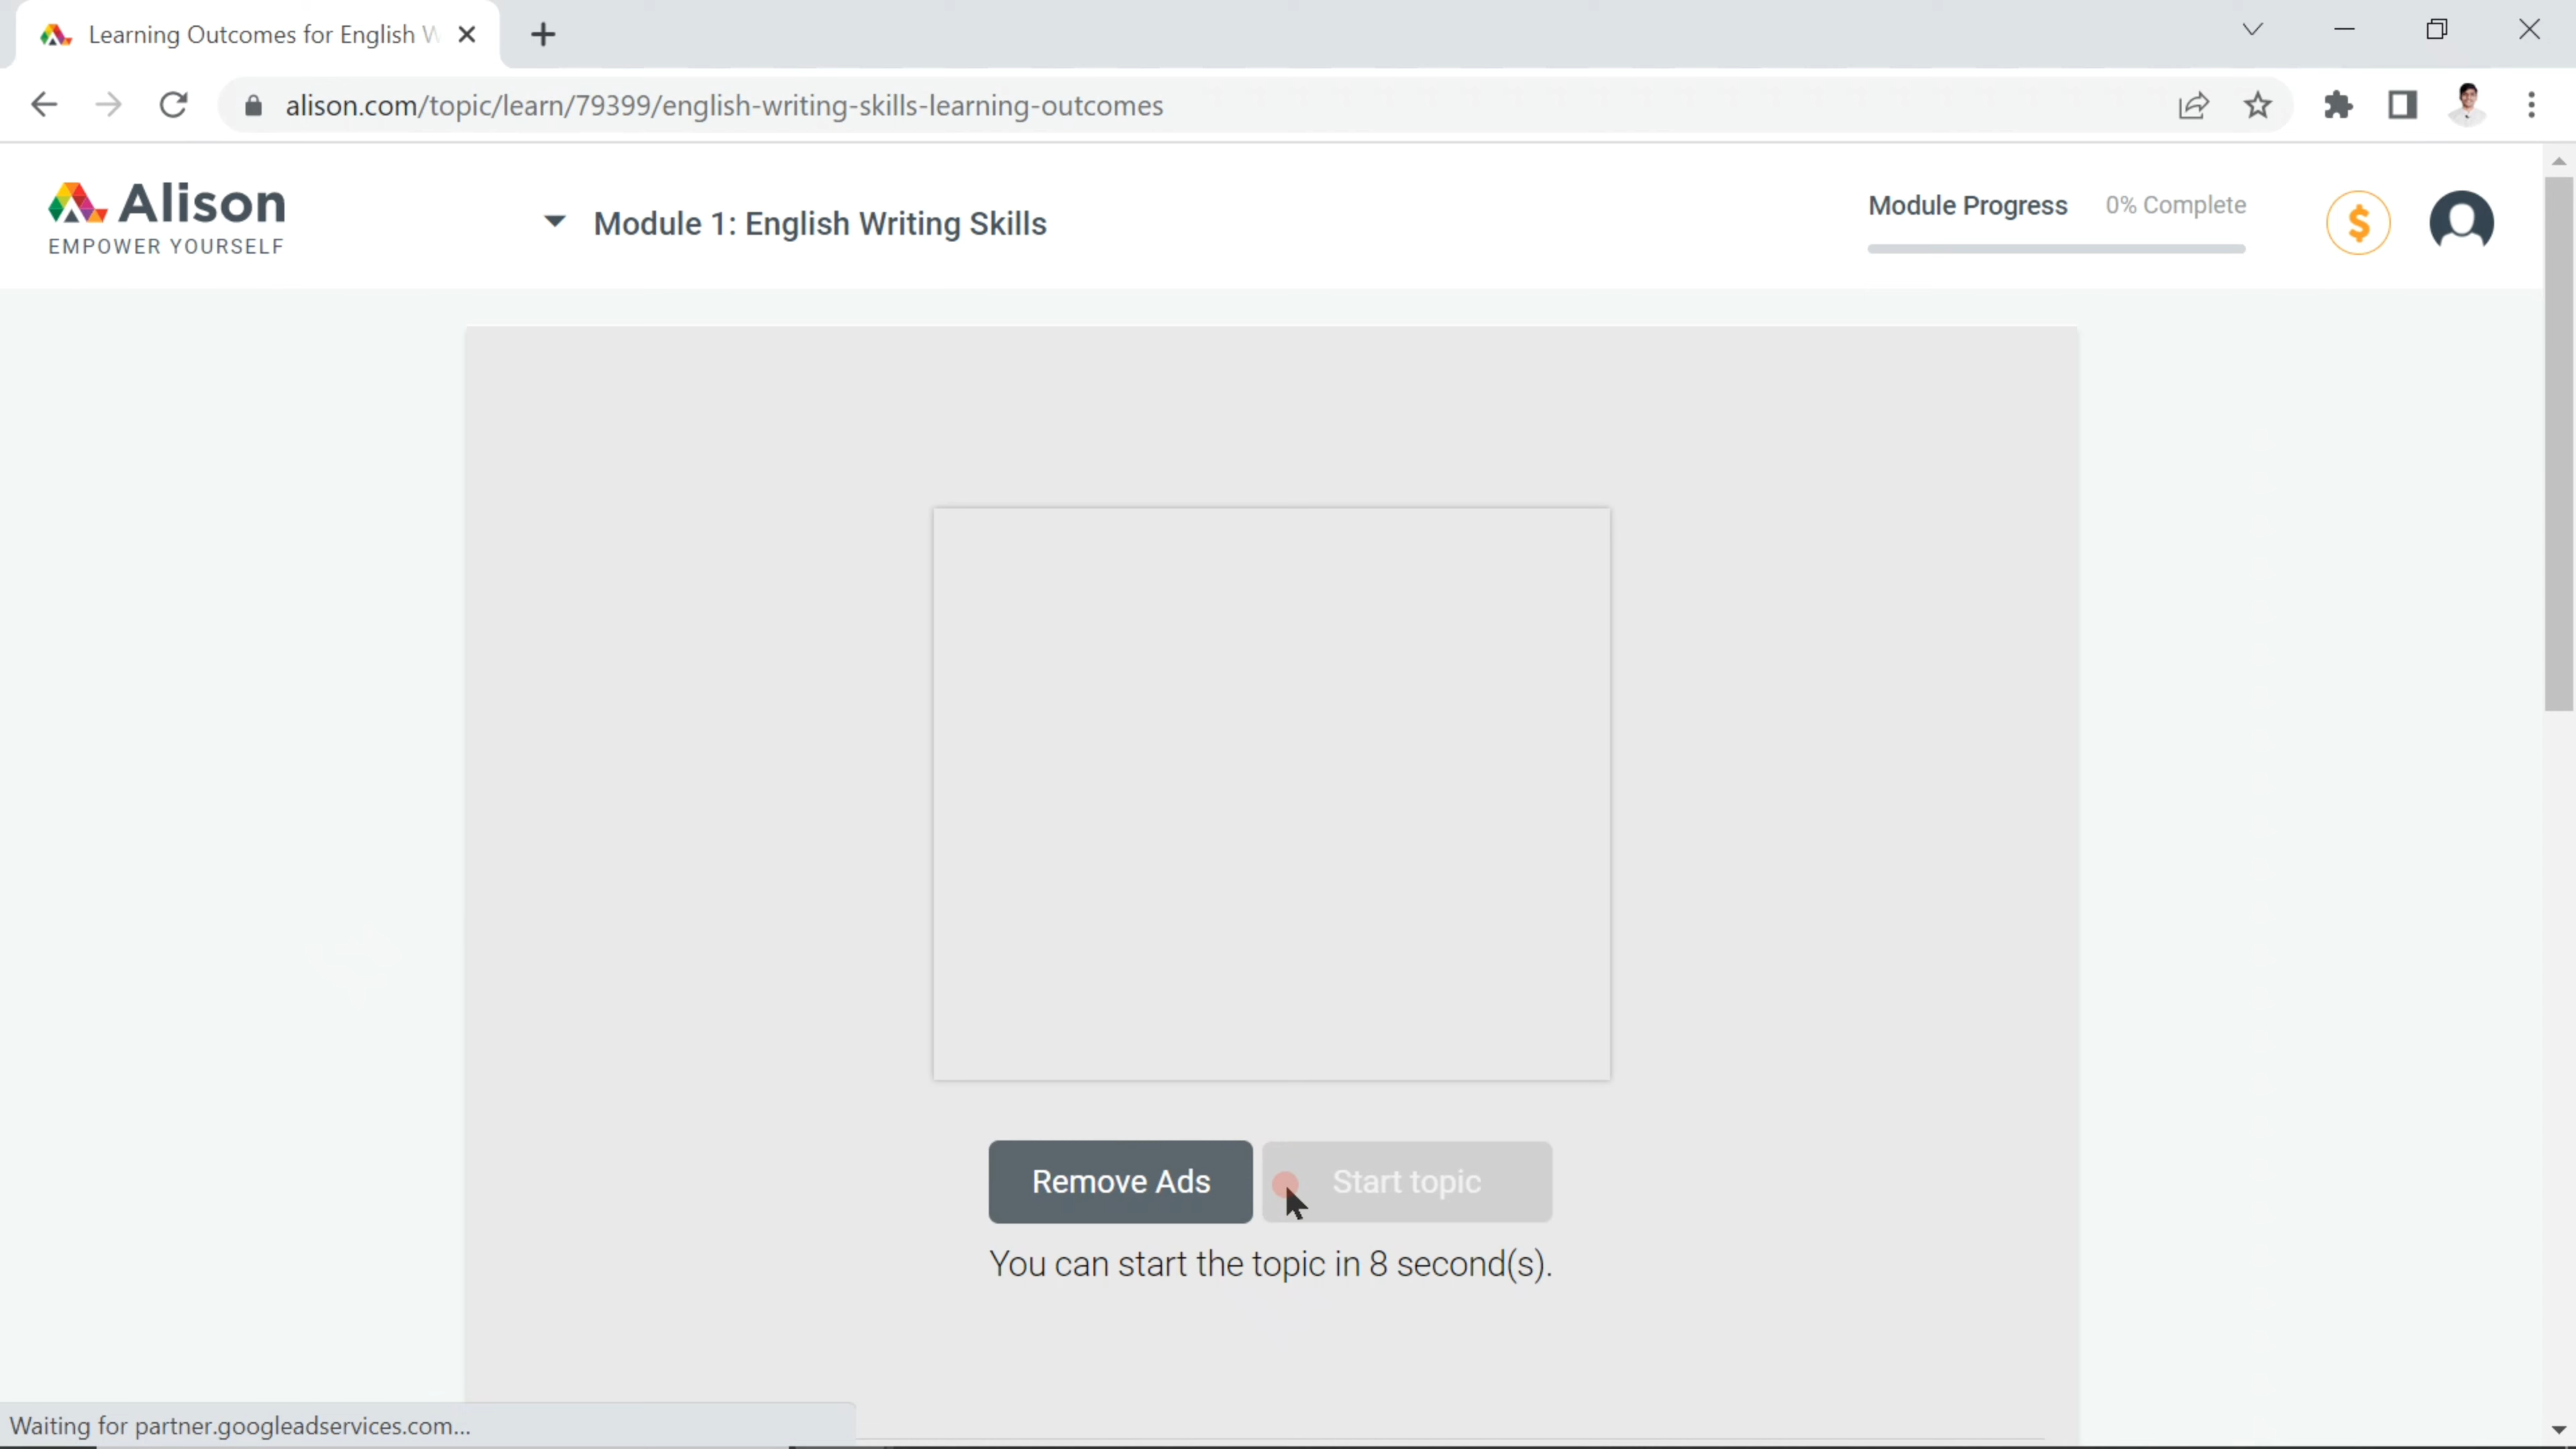 Learning Outcomes for English W
alison.com/topic/learn/79399/english-writing-skills-learning-outcomes
Alison
EMPOWER YOURSELF
Module 1: English Writing Skills
Module Progress 0% Complete
$
Remove Ads
Start topic
You can start the topic in 8 second(s).
Waiting for partner.googleadservices.com...